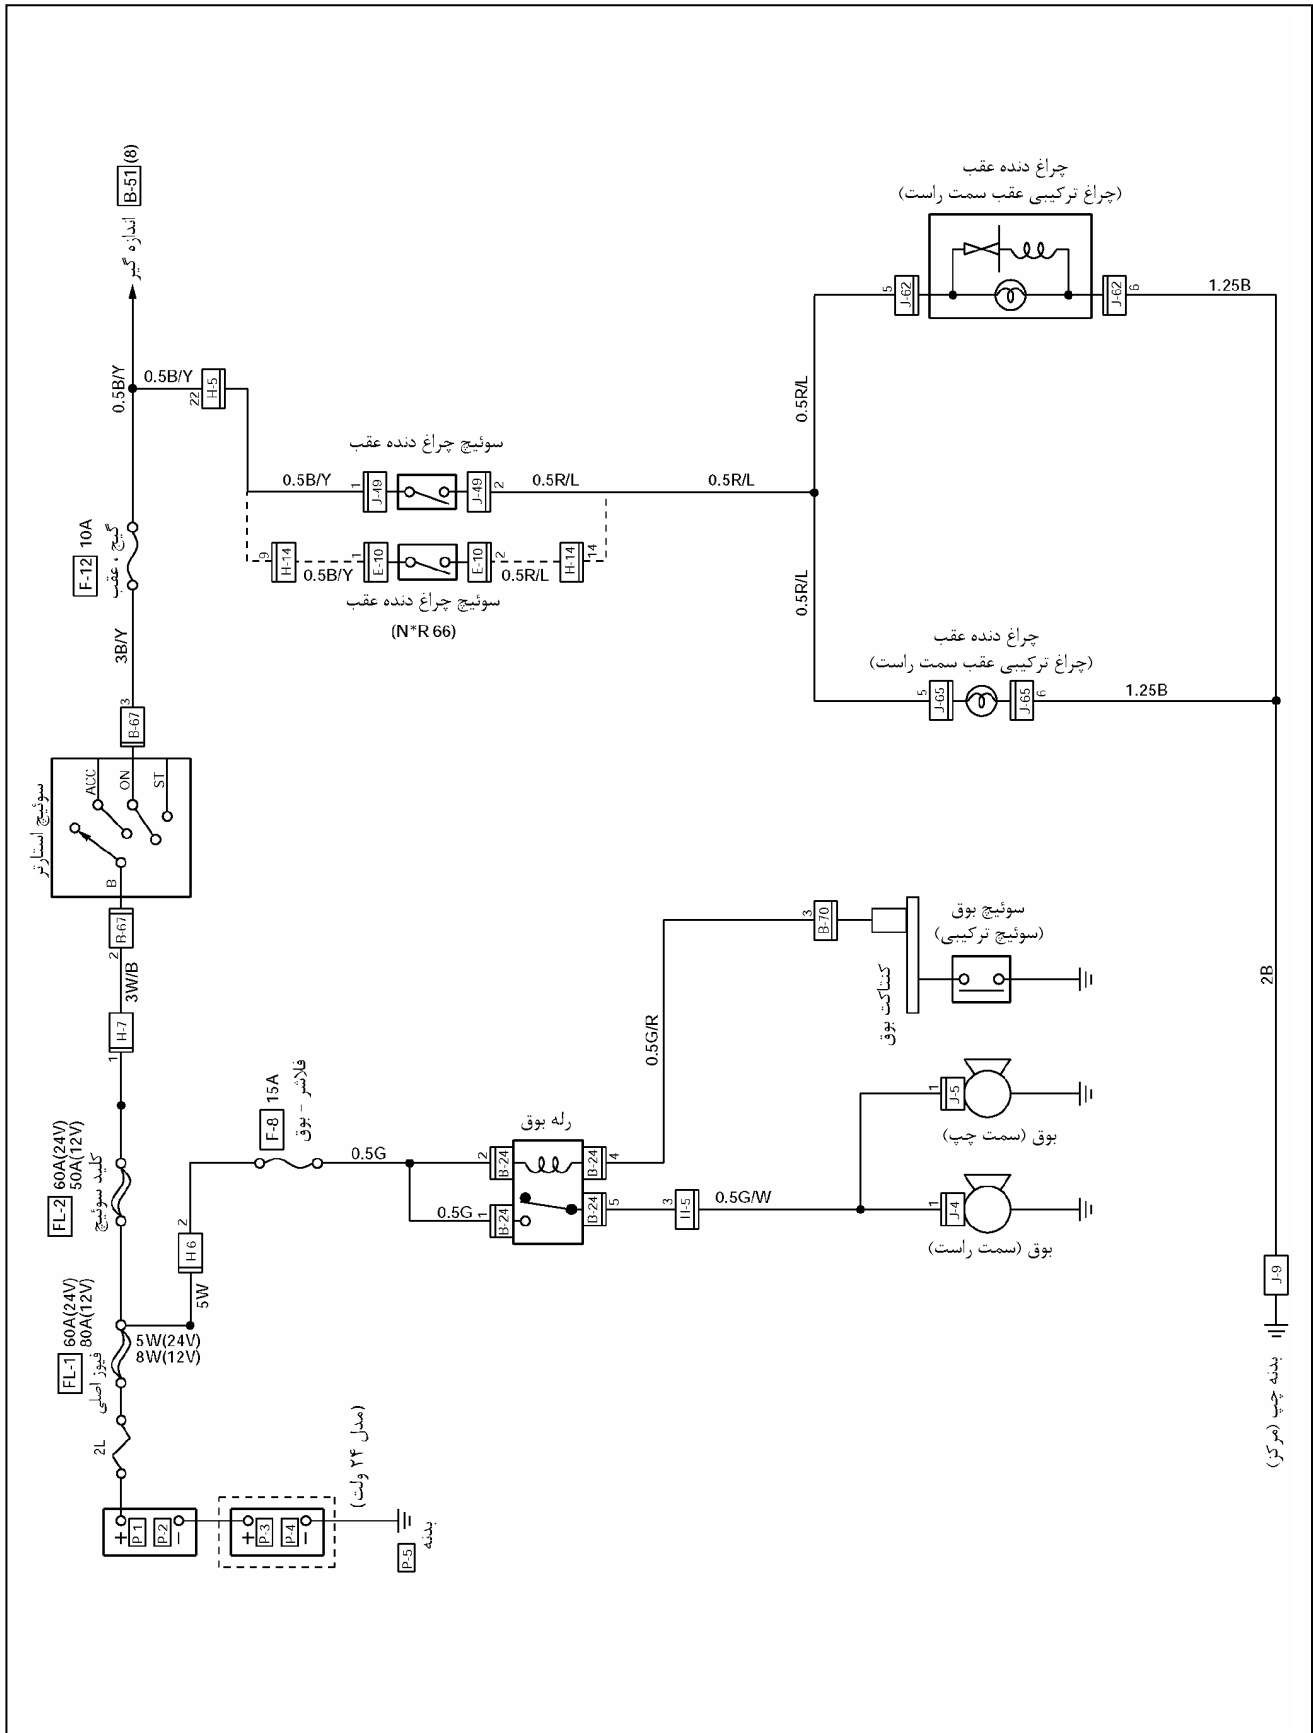 B-51 (8)
اندازه گیر
0.5B/Y
0.5B/Y
22
H-5
F-12 10A
گیج ، عقب
3B/Y
3
B-67
سوئیچ استارتر
ACC
ON
ST
B
B-67
2
3W/B
H-7
1
FL-2 60A(24V)
50A(12V)
کلید سوئیچ
FL-1 60A(24V)
80A(12V)
فیوز اصلی
5W(24V)
8W(12V)
2L
+
P-1
P-2
−
+
P-3
P-4
−
(مدل ۲۴ ولت)
P-5
بدنه
5W
H 6
2
F-8 15A
فلاشر - بوق
0.5G
0.5G
رله بوق
2
B-24
B-24
4
1
B-24
B-24
5
3
H-5
0.5G/W
0.5G/R
3
B-70
کنتاکت بوق
سوئیچ بوق
(سوئیچ ترکیبی)
1
J-5
بوق (سمت چپ)
1
J-4
بوق (سمت راست)
سوئیچ چراغ دنده عقب
0.5B/Y
1
J-49
J-49
2
0.5R/L
0.5R/L
9
H-14
0.5B/Y
1
E-10
E-10
2
0.5R/L
H-14
14
سوئیچ چراغ دنده عقب
(N*R 66)
0.5R/L
0.5R/L
چراغ دنده عقب
(چراغ ترکیبی عقب سمت راست)
5
J-62
J-62
6
1.25B
چراغ دنده عقب
(چراغ ترکیبی عقب سمت راست)
5
J-65
J-65
6
1.25B
2B
J-9
بدنه چپ (مرکز)